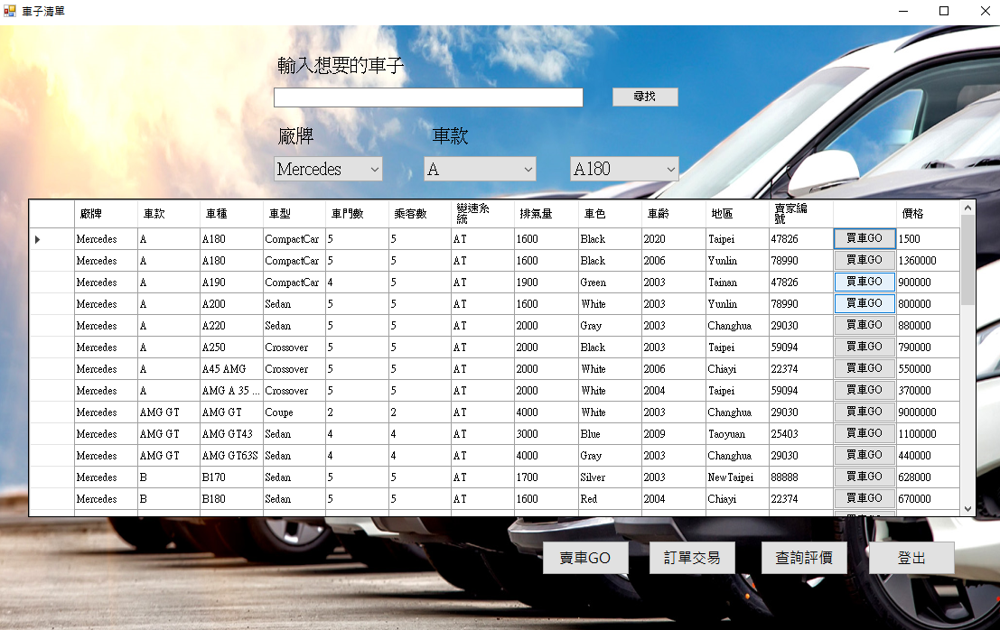 車子清單
輸入想要的車子
尋找
廠牌 車款
Mercedes A A180
廠牌 車款 車種 車型 車門數 乘客數 變速系統 排氣量 車色 車齡 地區 賣家編號 價格
Mercedes A A180 CompactCar 5 5 AT 1600 Black 2020 Taipei 47826 買車GO 1500
Mercedes A A180 CompactCar 5 5 AT 1600 Black 2006 Yunlin 78990 買車GO 1360000
Mercedes A A190 CompactCar 4 5 AT 1900 Green 2003 Tainan 47826 買車GO 900000
Mercedes A A200 Sedan 5 5 AT 1600 White 2003 Yunlin 78990 買車GO 800000
Mercedes A A220 Sedan 5 5 AT 2000 Gray 2003 Changhua 29030 買車GO 880000
Mercedes A A250 Crossover 5 5 AT 2000 Black 2003 Taipei 59094 買車GO 790000
Mercedes A A45 AMG Crossover 5 5 AT 2000 White 2006 Chiayi 22374 買車GO 550000
Mercedes A AMG A 35 ... Crossover 5 5 AT 2000 White 2004 Taipei 59094 買車GO 370000
Mercedes AMG GT AMG GT Coupe 2 2 AT 4000 White 2003 Changhua 29030 買車GO 9000000
Mercedes AMG GT AMG GT43 Sedan 4 4 AT 3000 Blue 2009 Taoyuan 25403 買車GO 1100000
Mercedes AMG GT AMG GT63S Sedan 4 4 AT 4000 Gray 2003 Changhua 29030 買車GO 440000
Mercedes B B170 Sedan 5 5 AT 1700 Silver 2003 NewTaipei 88888 買車GO 628000
Mercedes B B180 Sedan 5 5 AT 1600 Red 2004 Chiayi 22374 買車GO 670000
賣車GO 訂單交易 查詢評價 登出